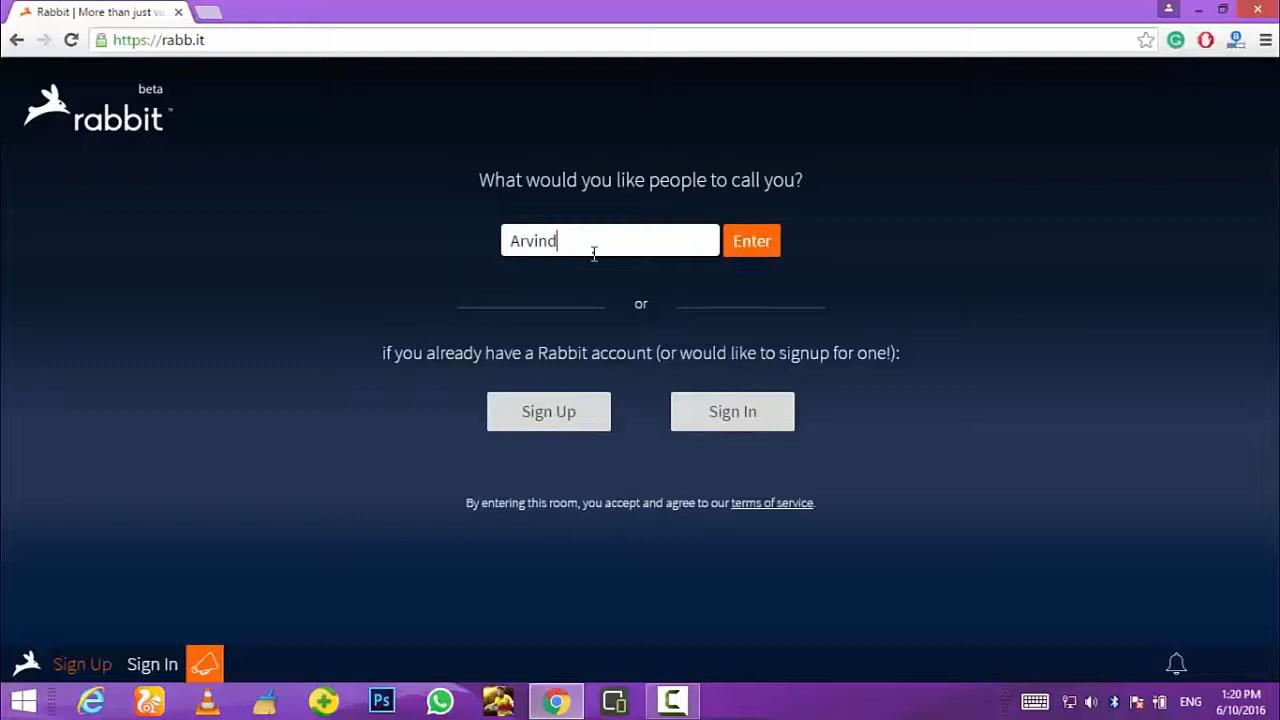 Rabbit | More than just vi
https://rabb.it
beta
rabbit™
What would you like people to call you?
Arvind
Enter
or
if you already have a Rabbit account (or would like to signup for one!):
Sign Up
Sign In
By entering this room, you accept and agree to our terms of service.
Sign Up
Sign In
Ps
ENG
1:20 PM
6/10/2016